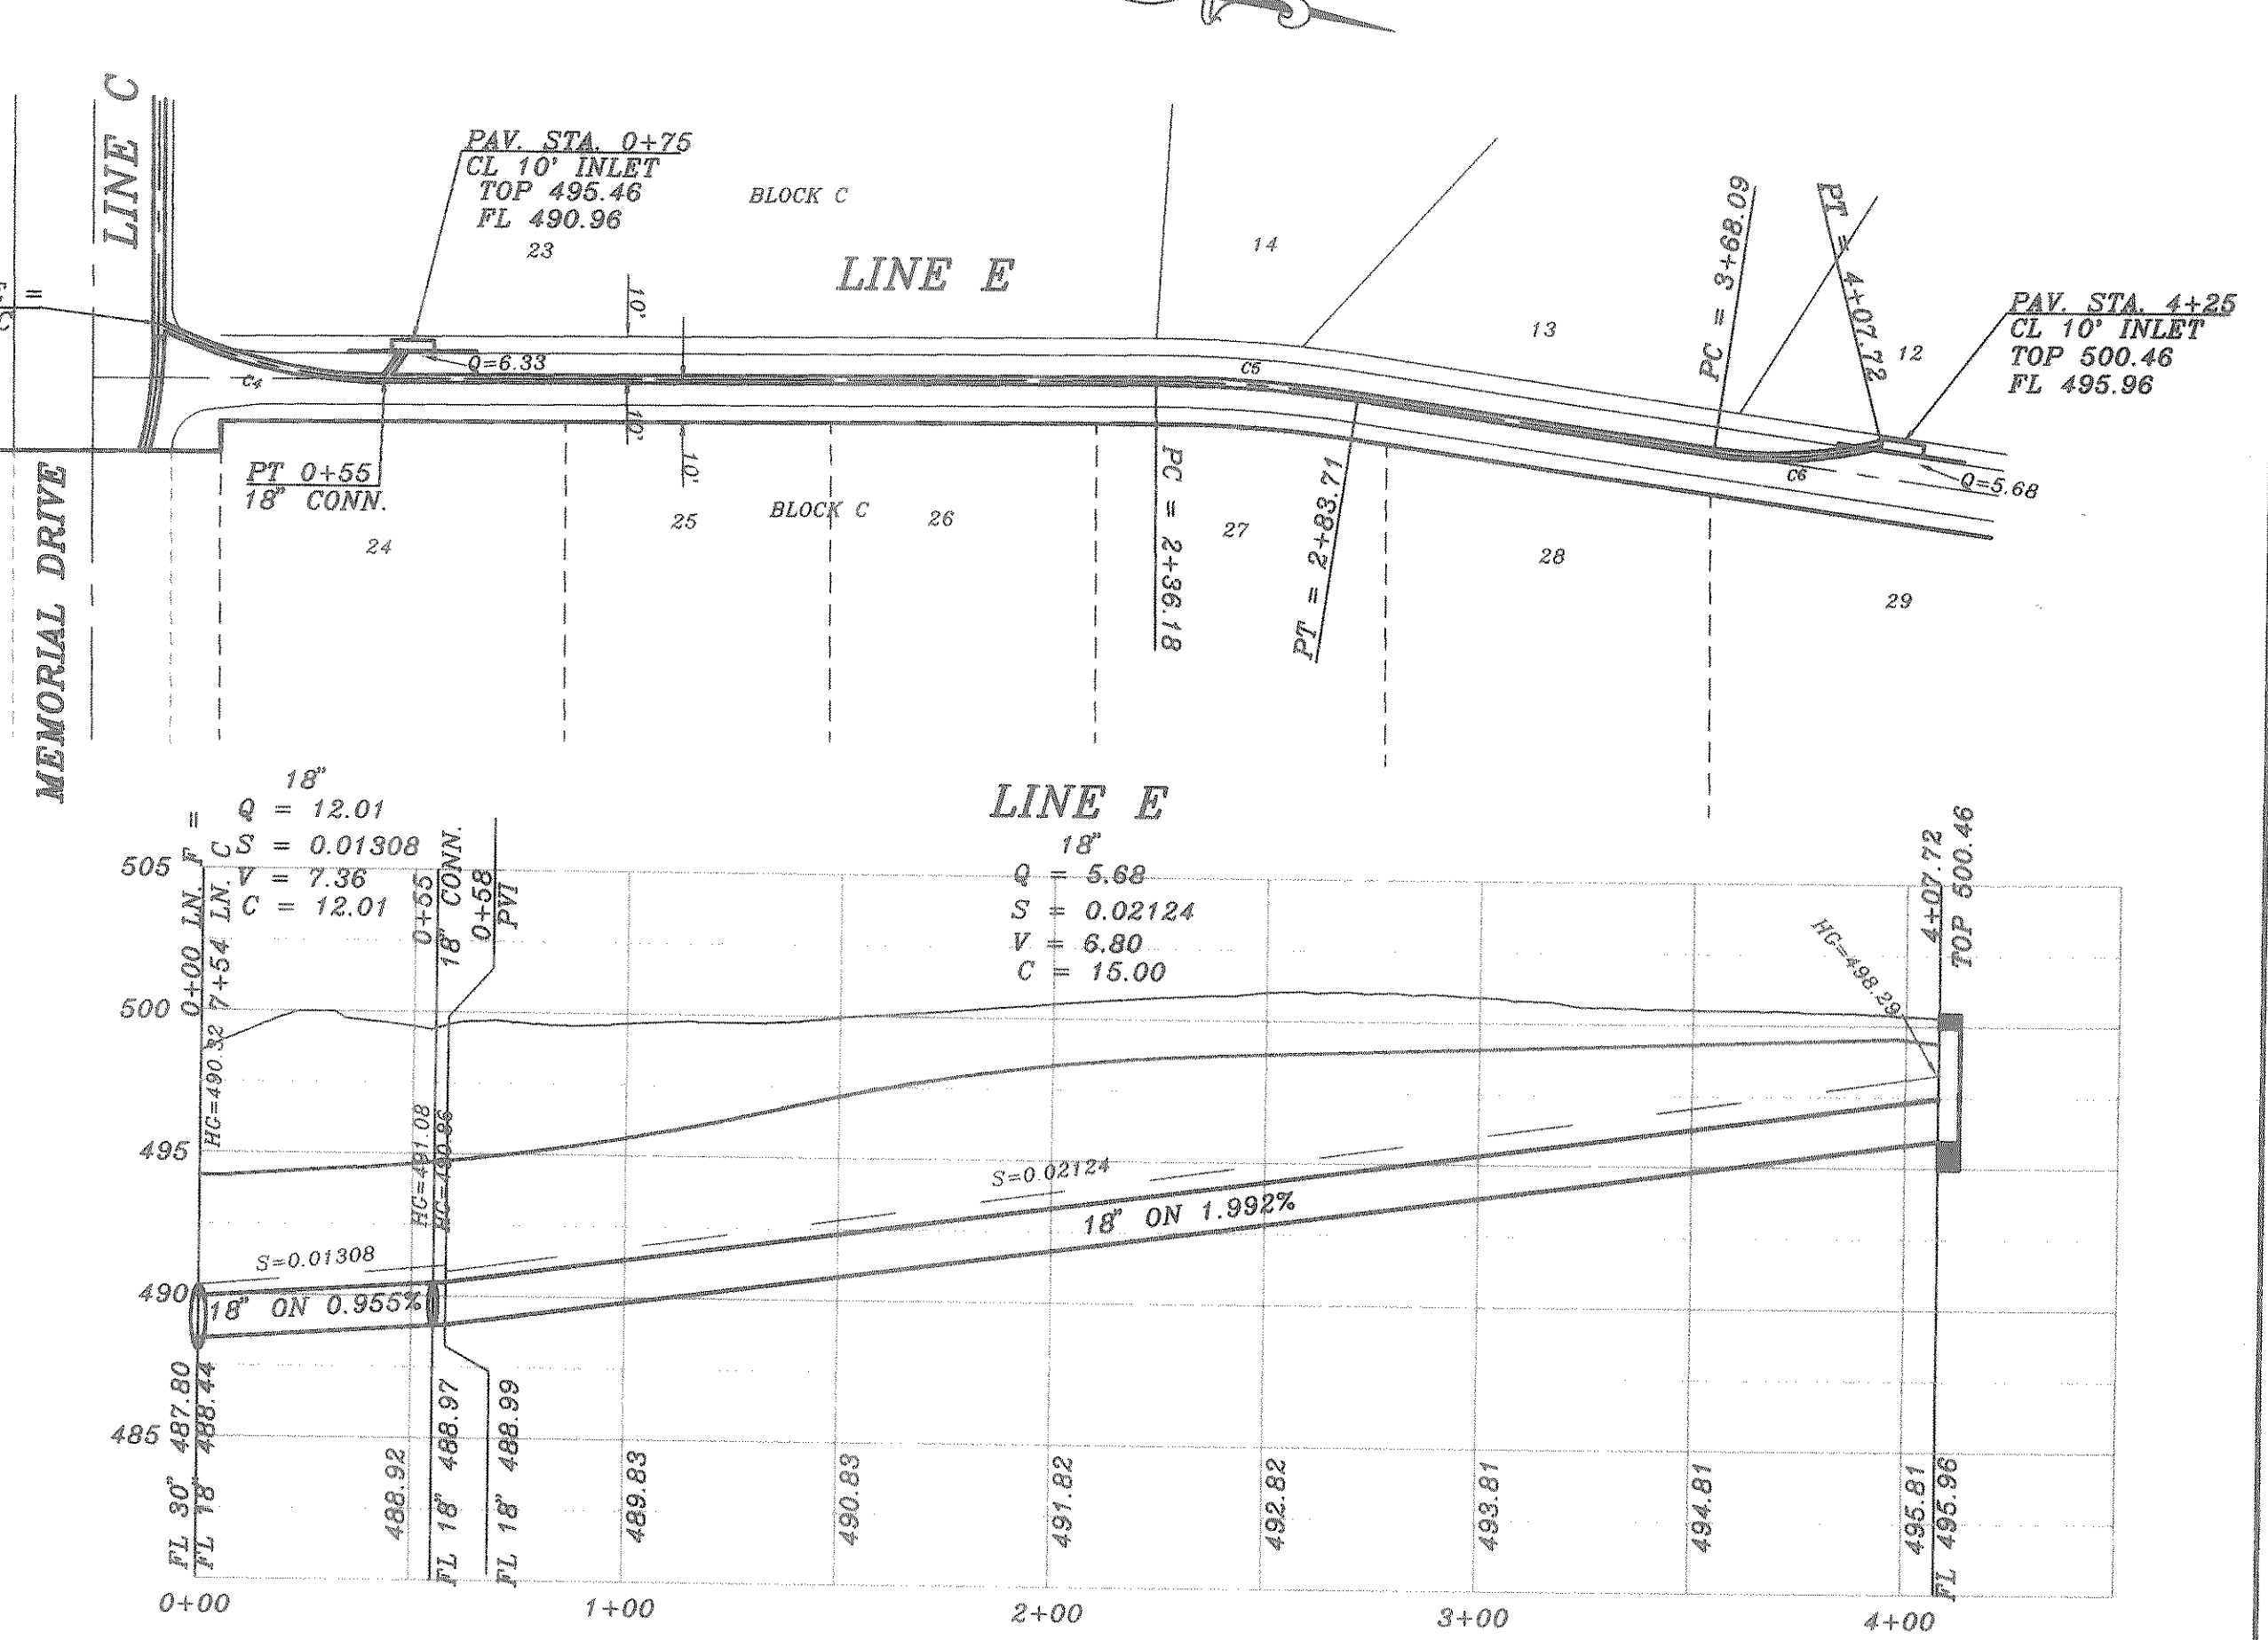 LINE C
PAV. STA. 0+75
CL 10' INLET
TOP 495.46
FL 490.96
23
BLOCK C
LINE E
14
13
12
PC = 3+68.09
PT = 4+07.72
PAV. STA. 4+25
CL 10' INLET
TOP 500.46
FL 495.96
=
10'
Q=6.33
C4
C5
10'
10'
C6
Q=5.68
PT 0+55
18" CONN.
24
25
BLOCK C
26
PC = 2+36.18
27
PT = 2+83.71
28
29
MEMORIAL DRIVE
18"
Q = 12.01
S = 0.01308
V = 7.36
C = 12.01
LINE E
18"
Q = 5.68
S = 0.02124
V = 6.80
C = 15.00
505
500
495
490
485
0+00 LN. F =
7+54 LN. C
HG=490.32
0+55
18" CONN.
0+58
PVI
HG=491.08
HG=490.96
4+07.72
TOP 500.46
HG=498.29
S=0.01308
18" ON 0.955%
S=0.02124
18" ON 1.992%
FL 30" 487.80
FL 18" 488.44
488.92
FL 18" 488.97
FL 18" 488.99
489.83
490.83
491.82
492.82
493.81
494.81
495.81
FL 495.96
0+00
1+00
2+00
3+00
4+00